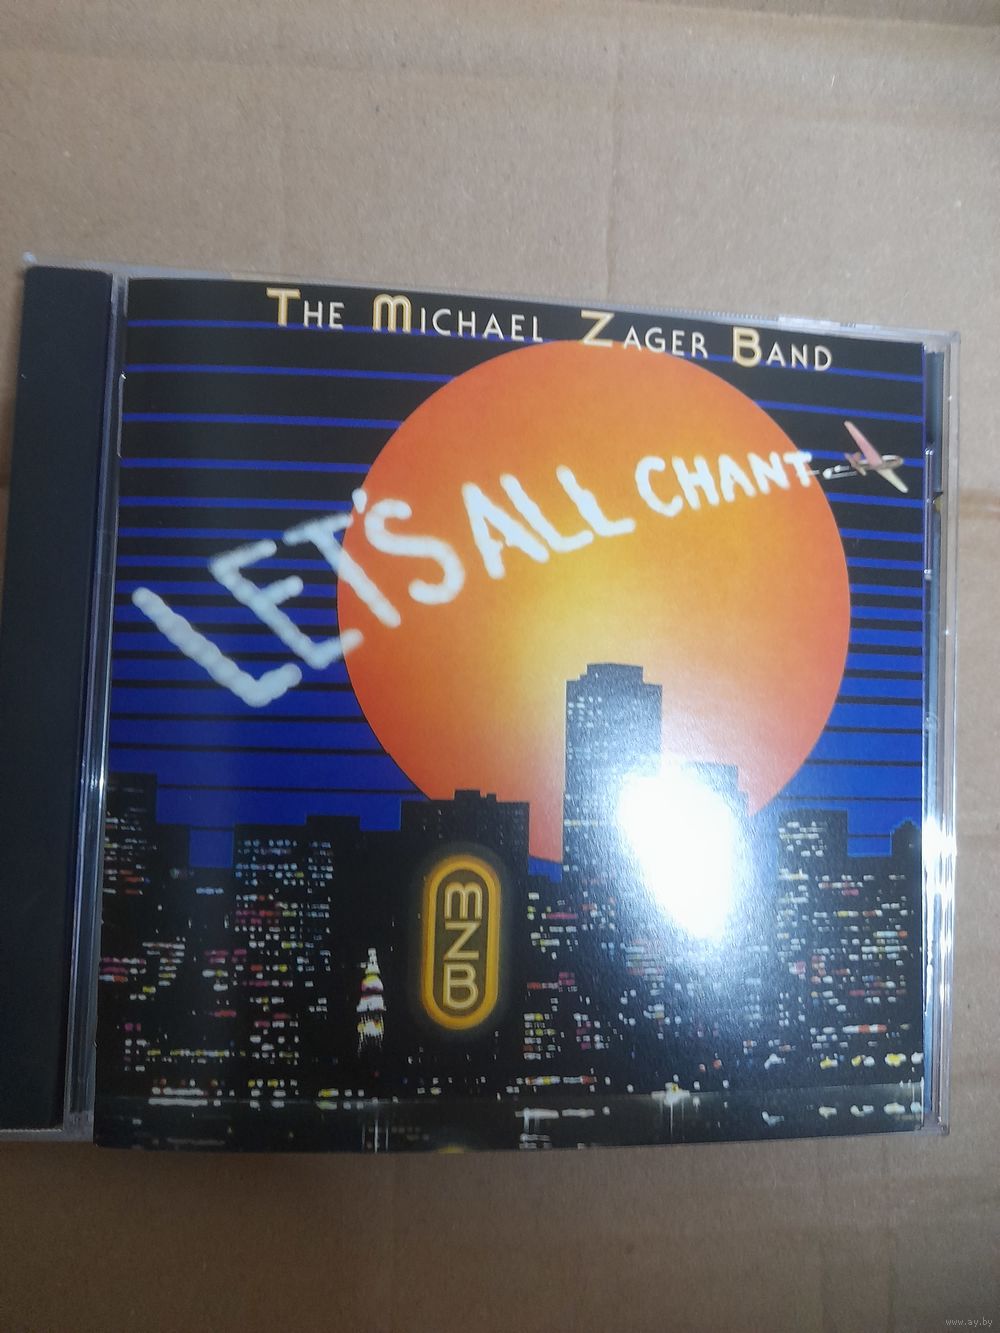 THE MICHAEL ZAGER BAND
LET'S ALL CHANT
MZB
www.ay.by